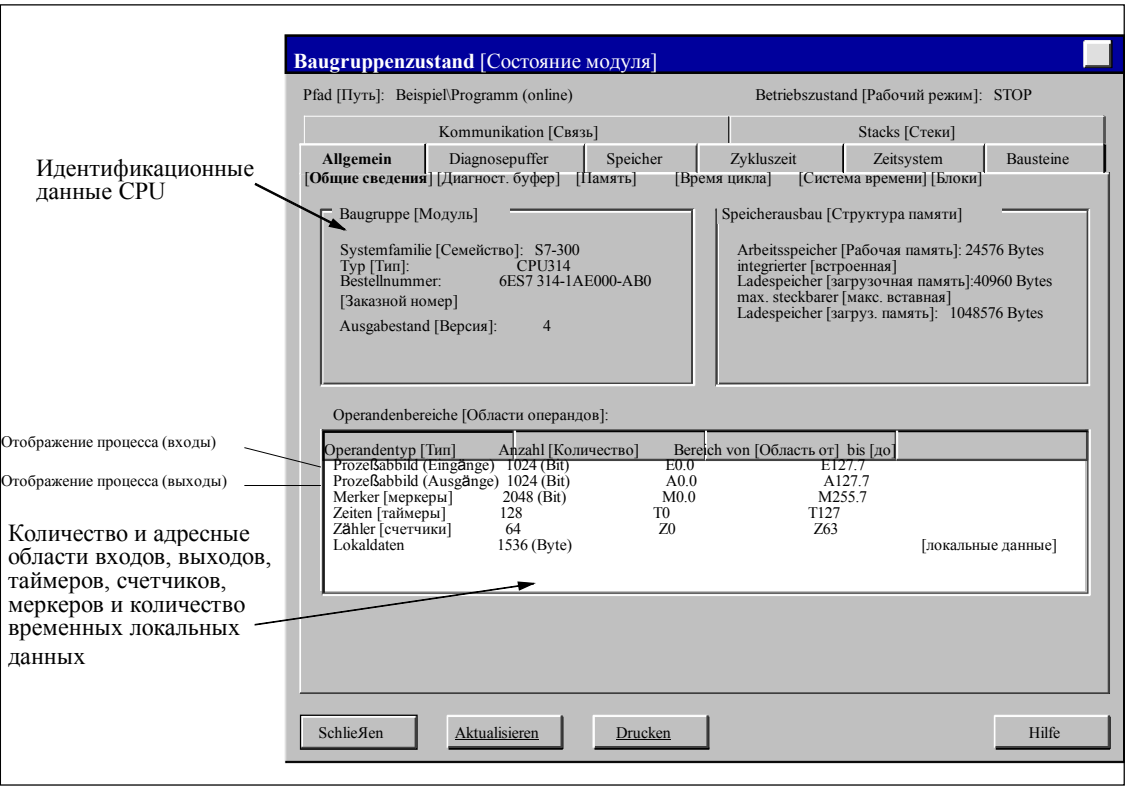 Baugruppenzustand [Состояние модуля]
Pfad [Путь]: Beispiel\Programm (online) Betriebszustand [Рабочий режим]: STOP
Kommunikation [Связь] Stacks [Стеки]
Allgemein Diagnosepuffer Speicher Zykluszeit Zeitsystem Bausteine
[Общие сведения] [Диагност. буфер] [Память] [Время цикла] [Система времени] [Блоки]
Идентификационные
данные CPU
Baugruppe [Модуль]
Systemfamilie [Семейство]: S7-300
Typ [Тип]: CPU314
Bestellnummer: 6ES7 314-1AE000-AB0
[Заказной номер]
Ausgabestand [Версия]: 4
Speicherausbau [Структура памяти]
Arbeitsspeicher [Рабочая память]: 24576 Bytes
integrierter [встроенная]
Ladespeicher [загрузочная память]:40960 Bytes
max. steckbarer [макс. вставная]
Ladespeicher [загруз. память]: 1048576 Bytes
Operandenbereiche [Области операндов]:
Operandentyp [Тип] Anzahl [Количество] Bereich von [Область от] bis [до]
Prozeßabbild (Eingänge) 1024 (Bit) E0.0 E127.7
Prozeßabbild (Ausgänge) 1024 (Bit) A0.0 A127.7
Merker [меркеры] 2048 (Bit) M0.0 M255.7
Zeiten [таймеры] 128 T0 T127
Zähler [счетчики] 64 Z0 Z63
Lokaldaten 1536 (Byte) [локальные данные]
Отображение процесса (входы)
Отображение процесса (выходы)
Количество и адресные
области входов, выходов,
таймеров, счетчиков,
меркеров и количество
временных локальных
данных
SchlieЯen Aktualisieren Drucken Hilfe